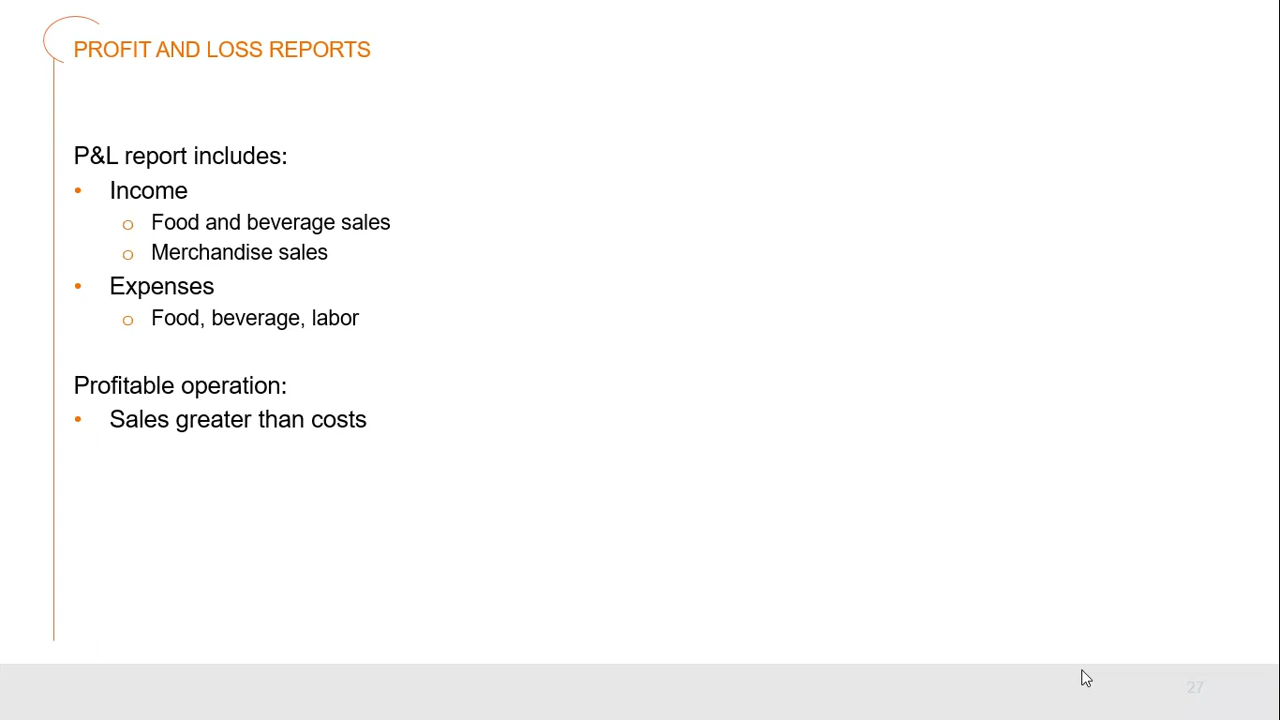 PROFIT AND LOSS REPORTS
P&L report includes:
• Income
o Food and beverage sales
o Merchandise sales
• Expenses
o Food, beverage, labor
Profitable operation:
• Sales greater than costs
27